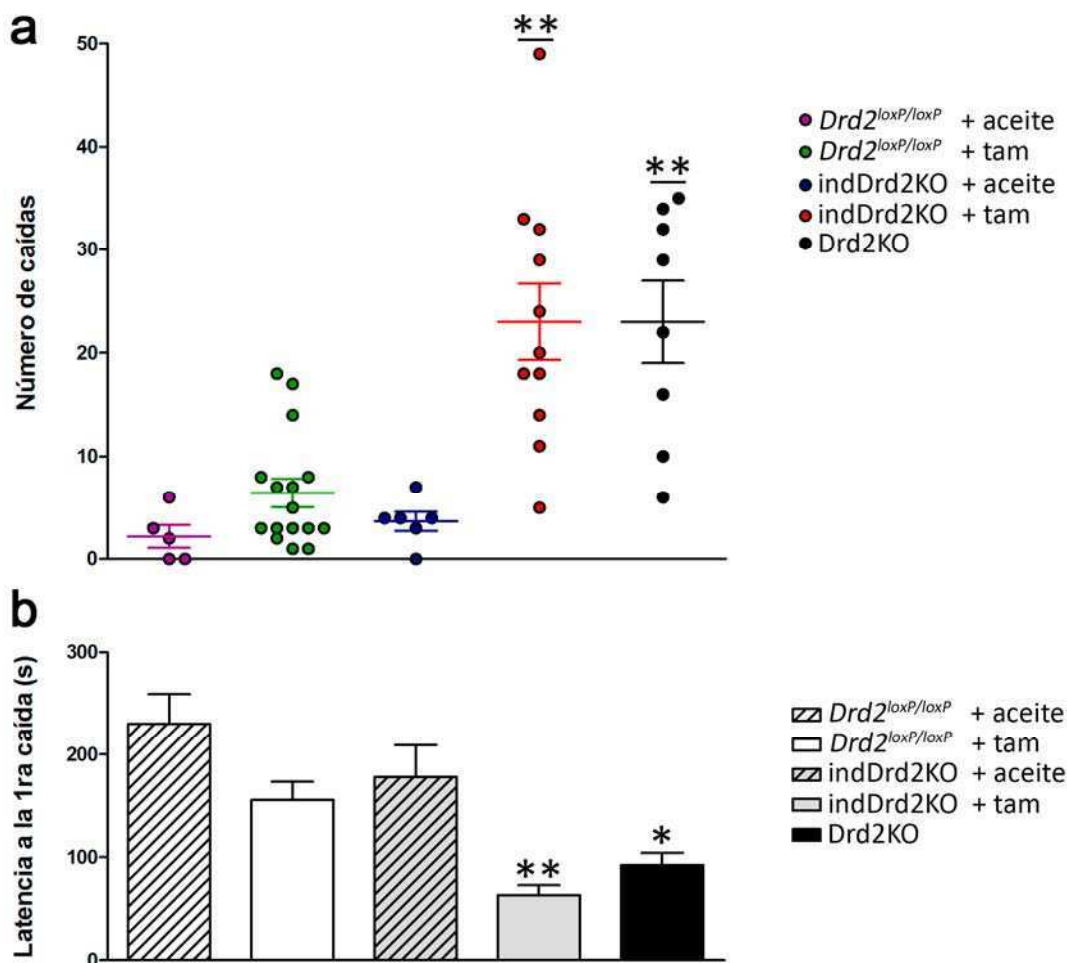 a
**
50
40
30
20
10
0
Número de caídas
**
Drd2loxP/loxP + aceite
Drd2loxP/loxP + tam
indDrd2KO + aceite
indDrd2KO + tam
Drd2KO
b
300
200
100
0
Latencia a la 1ra caída (s)
**
*
Drd2loxP/loxP + aceite
Drd2loxP/loxP + tam
indDrd2KO + aceite
indDrd2KO + tam
Drd2KO